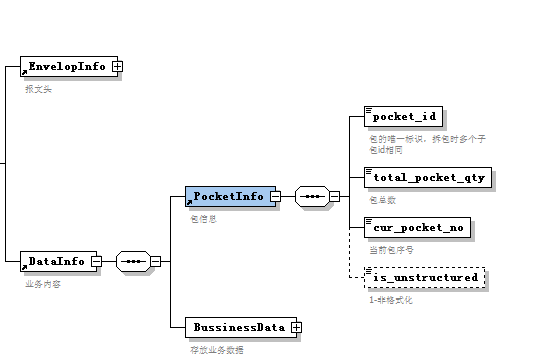 EnvelopInfo
报文头
pocket_id
包的唯一标识，拆包时多个子
包id相同
total_pocket_qty
包总数
PocketInfo
包信息
cur_pocket_no
当前包序号
DataInfo
业务内容
is_unstructured
1-非格式化
BussinessData
存放业务数据